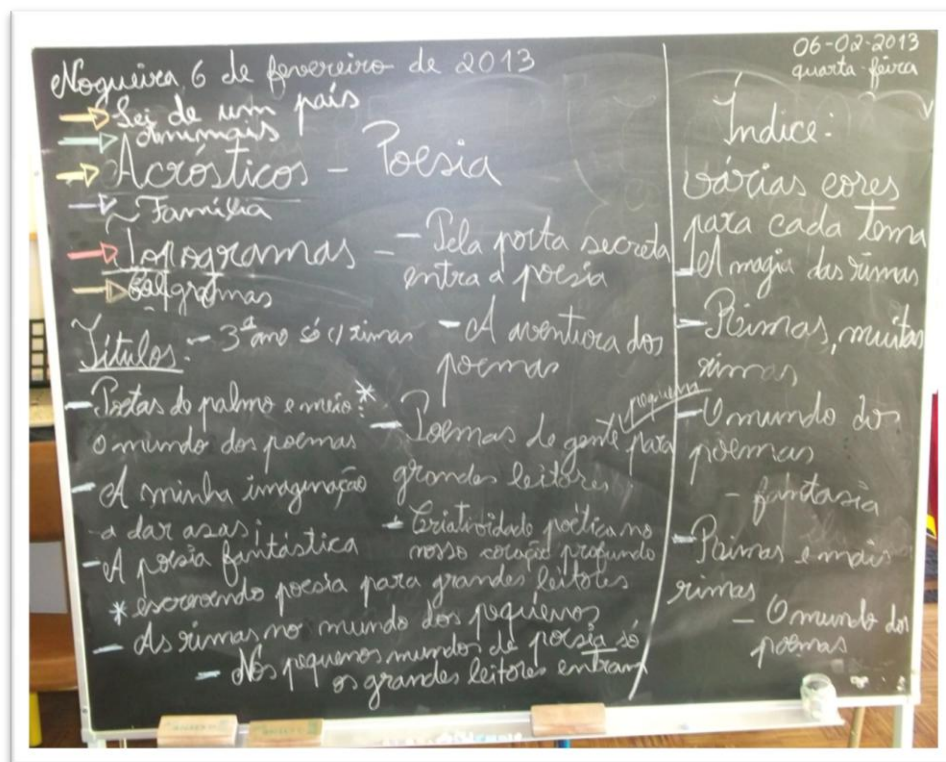 Nogueira 6 de fevereiro de 2013
Sei de um país
Animais
Acrósticos - Poesia
Família
Topogramas
Caligramas
Títulos: - 3º ano só c/ rimas
- Poetas de palmo e meio *
o mundo dos poemas
- A minha imaginação
a dar asas!
- A poesia fantástica
* escrevendo poesia para grandes leitores
- As rimas no mundo dos pequenos
- Nos pequenos mundos de poesia só
os grandes leitores entram
- Pela porta secreta
entra a poesia
- A aventura dos
poemas
- Poemas de gente pequena para
grandes leitores
- Criatividade poética no
nosso coração profundo
06-02-2013
quarta-feira
Índice:
várias cores
para cada tema
- A magia das rimas
- Rimas, muitas
rimas
- O mundo dos
poemas
- fantasia
- Rimas e mais
rimas
- O mundo dos
poemas